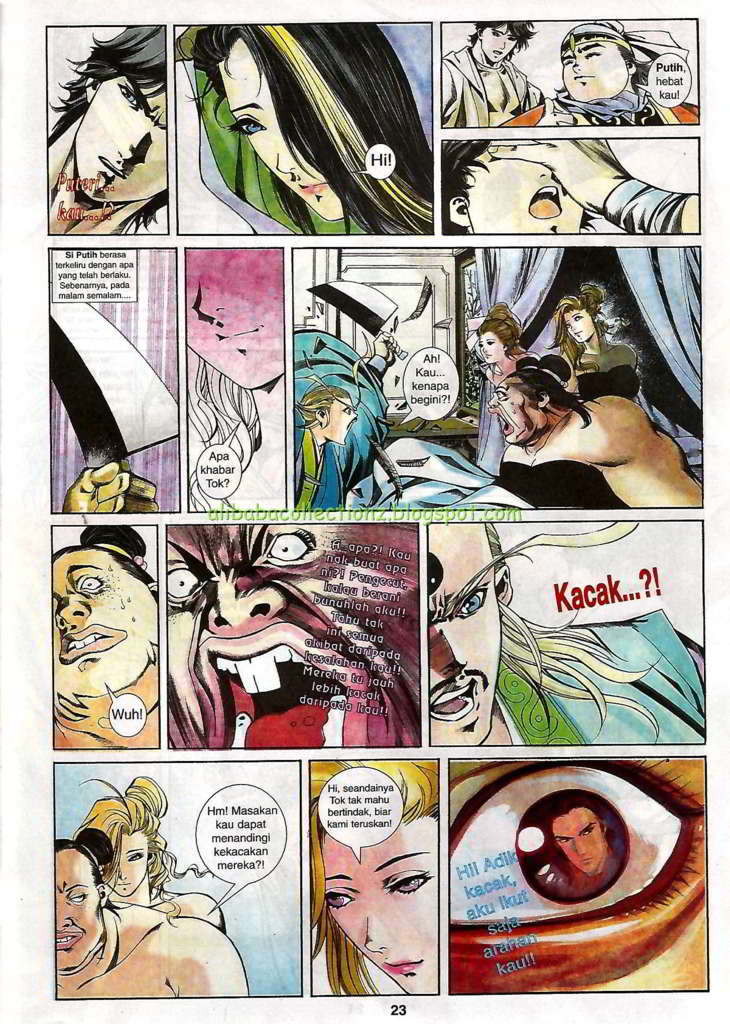 Puteri...
kau...!?
Hi!
Putih,
hebat
kau!
Si Putih berasa
terkeliru dengan apa
yang telah berlaku.
Sebenarnya, pada
malam semalam....
Apa
khabar
Tok?
Ah!
Kau...
kenapa
begini?!
alibabacollectionz.blogspot.com
Wuh!
A..apa?! Kau
nak buat apa
ni?! Pengecut,
kalau berani
bunuhlah aku!!
Tahu tak
ini semua
akibat daripada
kesalahan kau!!
Mereka tu jauh
lebih kacak
daripada kau!!
Kacak...?!
Hm! Masakan
kau dapat
menandingi
kekacakan
mereka?!
Hi, seandainya
Tok tak mahu
bertindak, biar
kami teruskan!
Hi! Adik
kacak,
aku ikut
saja
arahan
kau!!
23